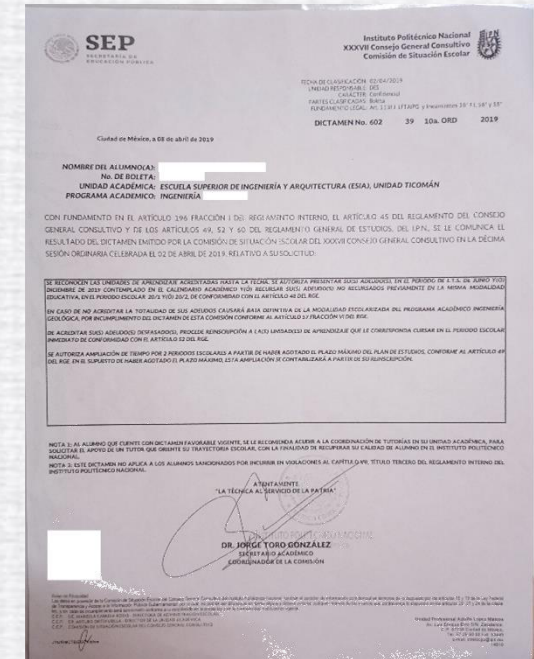 SEP
SECRETARÍA DE
EDUCACIÓN PÚBLICA
Instituto Politécnico Nacional
XXXVII Consejo General Consultivo
Comisión de Situación Escolar
FECHA DE CLASIFICACIÓN: 02/04/2019
UNIDAD RESPONSABLE: DES
CARÁCTER: Confidencial
PARTES CLASIFICADAS: Boleta
FUNDAMENTO LEGAL: Art.
DICTAMEN No. 602 39 10a. ORD 2019
Ciudad de México, a 08 de abril de 2019
NOMBRE DEL ALUMNO(A):
No. DE BOLETA:
UNIDAD ACADÉMICA: ESCUELA SUPERIOR DE INGENIERÍA Y ARQUITECTURA (ESIA), UNIDAD TICOMÁN
PROGRAMA ACADEMICO: INGENIERÍA
CON FUNDAMENTO EN EL ARTÍCULO 196 FRACCIÓN I DEL REGLAMENTO INTERNO, EL ARTÍCULO 45 DEL REGLAMENTO DEL CONSEJO
GENERAL CONSULTIVO Y DE LOS ARTÍCULOS 49, 52 Y 60 DEL REGLAMENTO GENERAL DE ESTUDIOS, DEL I.P.N., SE LE COMUNICA EL
RESULTADO DEL DICTAMEN EMITIDO POR LA COMISIÓN DE SITUACIÓN ESCOLAR DEL XXXVII CONSEJO GENERAL CONSULTIVO EN LA DÉCIMA
SESIÓN ORDINARIA CELEBRADA EL 02 DE ABRIL DE 2019, RELATIVO A SU SOLICITUD:
SE RECONOCEN LAS UNIDADES DE APRENDIZAJE ACREDITADAS HASTA LA FECHA, SE AUTORIZA PRESENTAR SU(S) ADEUDO(S), EN EL PERIODO DE E.T.S. DE JUNIO Y/O
DICIEMBRE DE 2019 CONTEMPLADO EN EL CALENDARIO ACADÉMICO Y/O RECURSAR SU(S) ADEUDO(S) NO RECURSADOS PREVIAMENTE EN LA MISMA MODALIDAD
EDUCATIVA, EN EL PERIODO ESCOLAR 20/1 Y/O 20/2, DE CONFORMIDAD CON EL ARTÍCULO 48 DEL RGE.
EN CASO DE NO ACREDITAR LA TOTALIDAD DE SUS ADEUDOS CAUSARÁ BAJA DEFINITIVA DE LA MODALIDAD ESCOLARIZADA DEL PROGRAMA ACADÉMICO INGENIERÍA
GEOLÓGICA, POR INCUMPLIMIENTO DEL DICTAMEN DE ESTA COMISIÓN CONFORME AL ARTÍCULO 57 FRACCIÓN VI DEL RGE.
DE ACREDITAR SU(S) ADEUDO(S) DESFASADO(S), PROCEDE REINSCRIPCIÓN A LA(S) UNIDAD(ES) DE APRENDIZAJE QUE LE CORRESPONDA CURSAR EN EL PERIODO ESCOLAR
INMEDIATO DE CONFORMIDAD CON EL ARTÍCULO 52 DEL RGE.
SE AUTORIZA AMPLIACIÓN DE TIEMPO POR 2 PERIODOS ESCOLARES A PARTIR DE HABER AGOTADO EL PLAZO MÁXIMO DEL PLAN DE ESTUDIOS, CONFORME AL ARTÍCULO 49
DEL RGE, EN EL SUPUESTO DE HABER AGOTADO EL PLAZO MÁXIMO, ESTA AMPLIACIÓN SE CONTABILIZARÁ A PARTIR DE SU REINSCRIPCIÓN.
NOTA 1: AL ALUMNO QUE CUENTE CON DICTAMEN FAVORABLE VIGENTE, SE LE RECOMIENDA ACUDIR A LA COORDINACIÓN DE TUTORÍAS EN SU UNIDAD ACADÉMICA, PARA
SOLICITAR EL APOYO DE UN TUTOR QUE ORIENTE SU TRAYECTORIA ESCOLAR, CON LA FINALIDAD DE RECUPERAR SU CALIDAD DE ALUMNO EN EL INSTITUTO POLITÉCNICO
NACIONAL.
NOTA 2: ESTE DICTAMEN NO APLICA A LOS ALUMNOS SANCIONADOS POR INCURRIR EN VIOLACIONES AL CAPÍTULO VII, TÍTULO TERCERO DEL REGLAMENTO INTERNO DEL
INSTITUTO POLITÉCNICO NACIONAL.
ATENTAMENTE
"LA TÉCNICA AL SERVICIO DE LA PATRIA"
DR. JORGE TORO GONZÁLEZ
SECRETARIO ACADÉMICO
COORDINADOR DE LA COMISIÓN